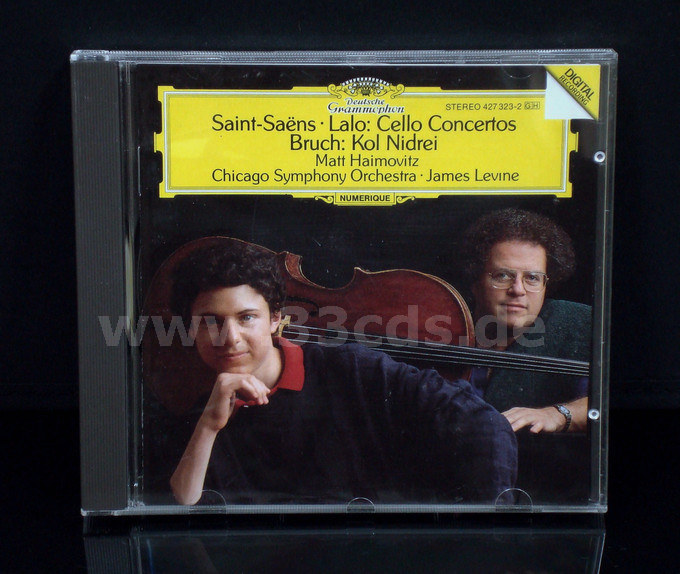 Deutsche
Grammophon
STEREO 427 323-2 GH
DIGITAL
RECORDING
Saint-Saëns · Lalo: Cello Concertos
Bruch: Kol Nidrei
Matt Haimovitz
Chicago Symphony Orchestra · James Levine
NUMERIQUE
www.33cds.de